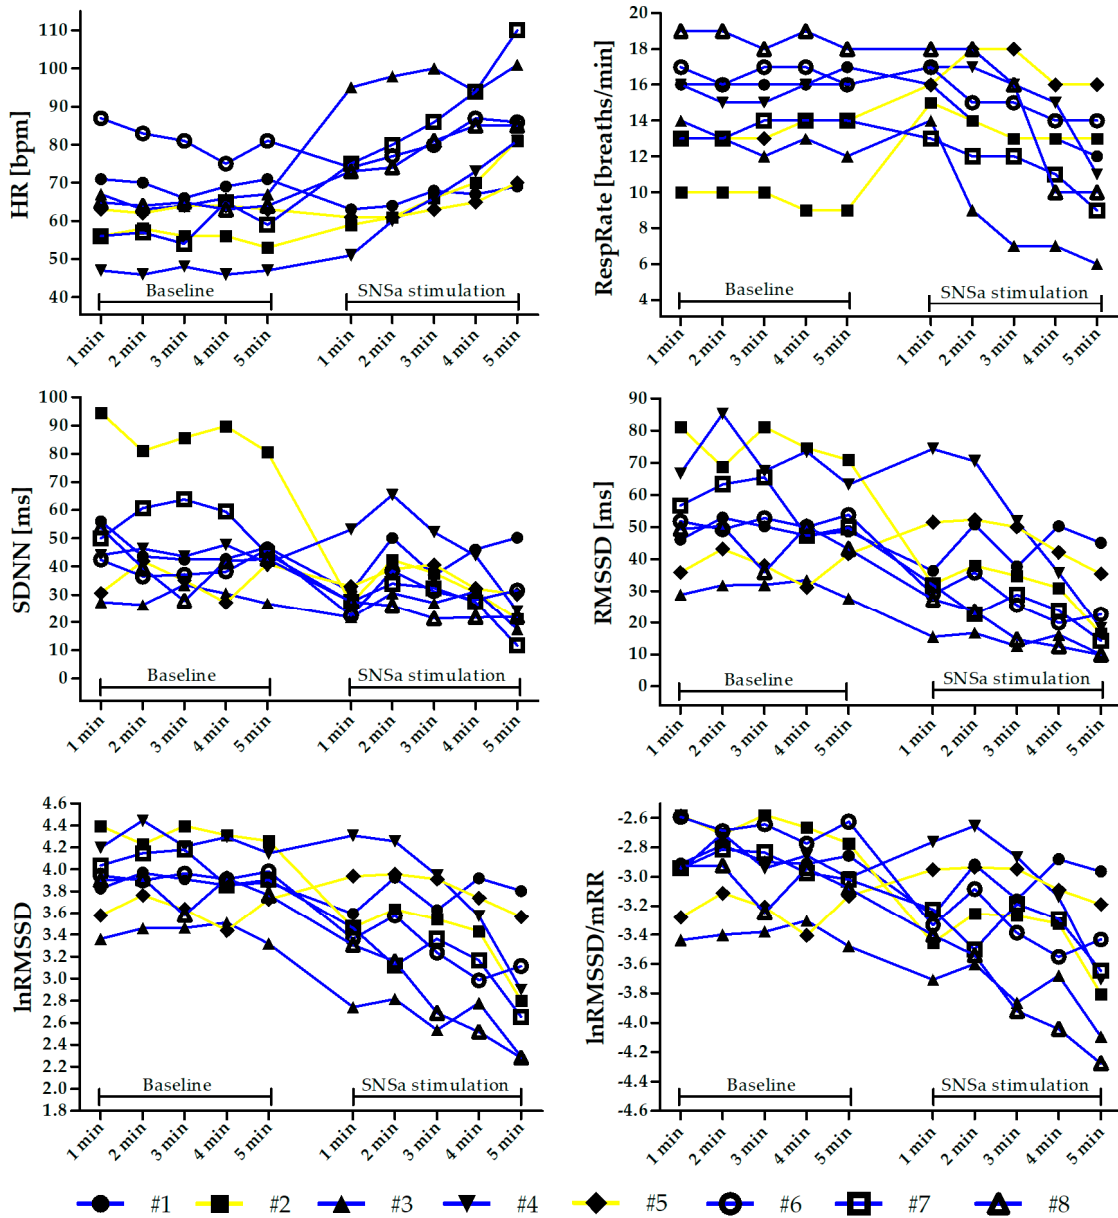 HR [bpm]
110
100
90
80
70
60
50
40
Baseline
SNSa stimulation
1 min
2 min
3 min
4 min
5 min
1 min
2 min
3 min
4 min
5 min
RespRate [breaths/min]
20
18
16
14
12
10
8
6
4
Baseline
SNSa stimulation
1 min
2 min
3 min
4 min
5 min
1 min
2 min
3 min
4 min
5 min
SDNN [ms]
100
90
80
70
60
50
40
30
20
10
0
Baseline
SNSa stimulation
1 min
2 min
3 min
4 min
5 min
1 min
2 min
3 min
4 min
5 min
RMSSD [ms]
90
80
70
60
50
40
30
20
10
0
Baseline
SNSa stimulation
1 min
2 min
3 min
4 min
5 min
1 min
2 min
3 min
4 min
5 min
lnRMSSD
4.6
4.4
4.2
4.0
3.8
3.6
3.4
3.2
3.0
2.8
2.6
2.4
2.2
2.0
1.8
Baseline
SNSa stimulation
1 min
2 min
3 min
4 min
5 min
1 min
2 min
3 min
4 min
5 min
lnRMSSD/mRR
-2.6
-2.8
-3.0
-3.2
-3.4
-3.6
-3.8
-4.0
-4.2
-4.4
-4.6
Baseline
SNSa stimulation
1 min
2 min
3 min
4 min
5 min
1 min
2 min
3 min
4 min
5 min
#1 #2 #3 #4 #5 #6 #7 #8